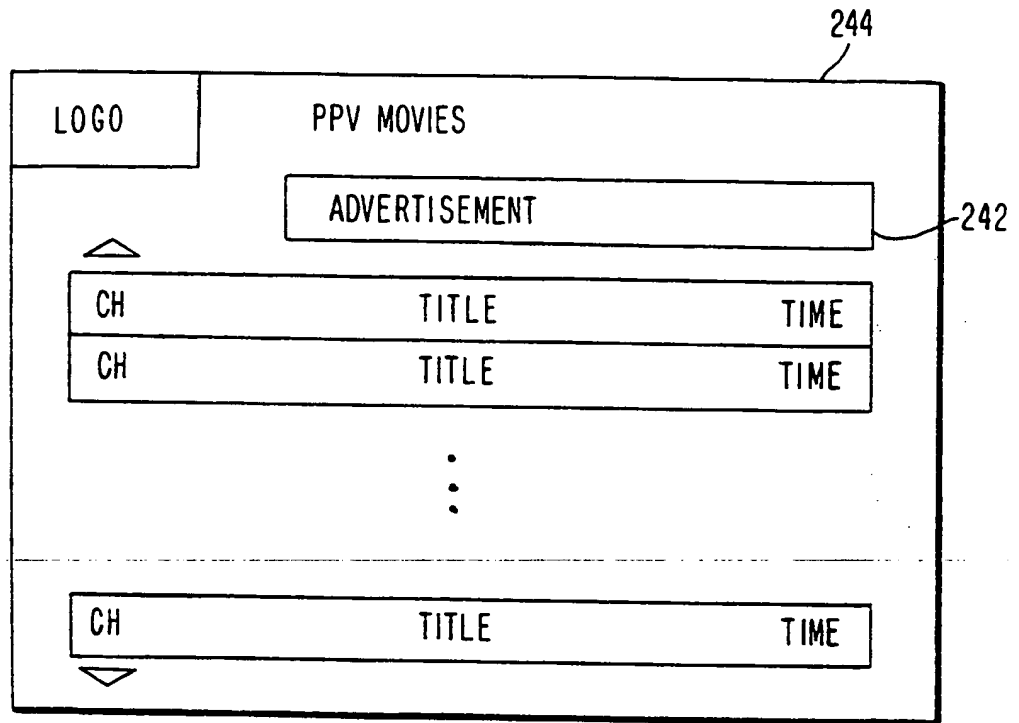 244
LOGO
PPV MOVIES
ADVERTISEMENT
242
CH TITLE TIME
CH TITLE TIME
CH TITLE TIME